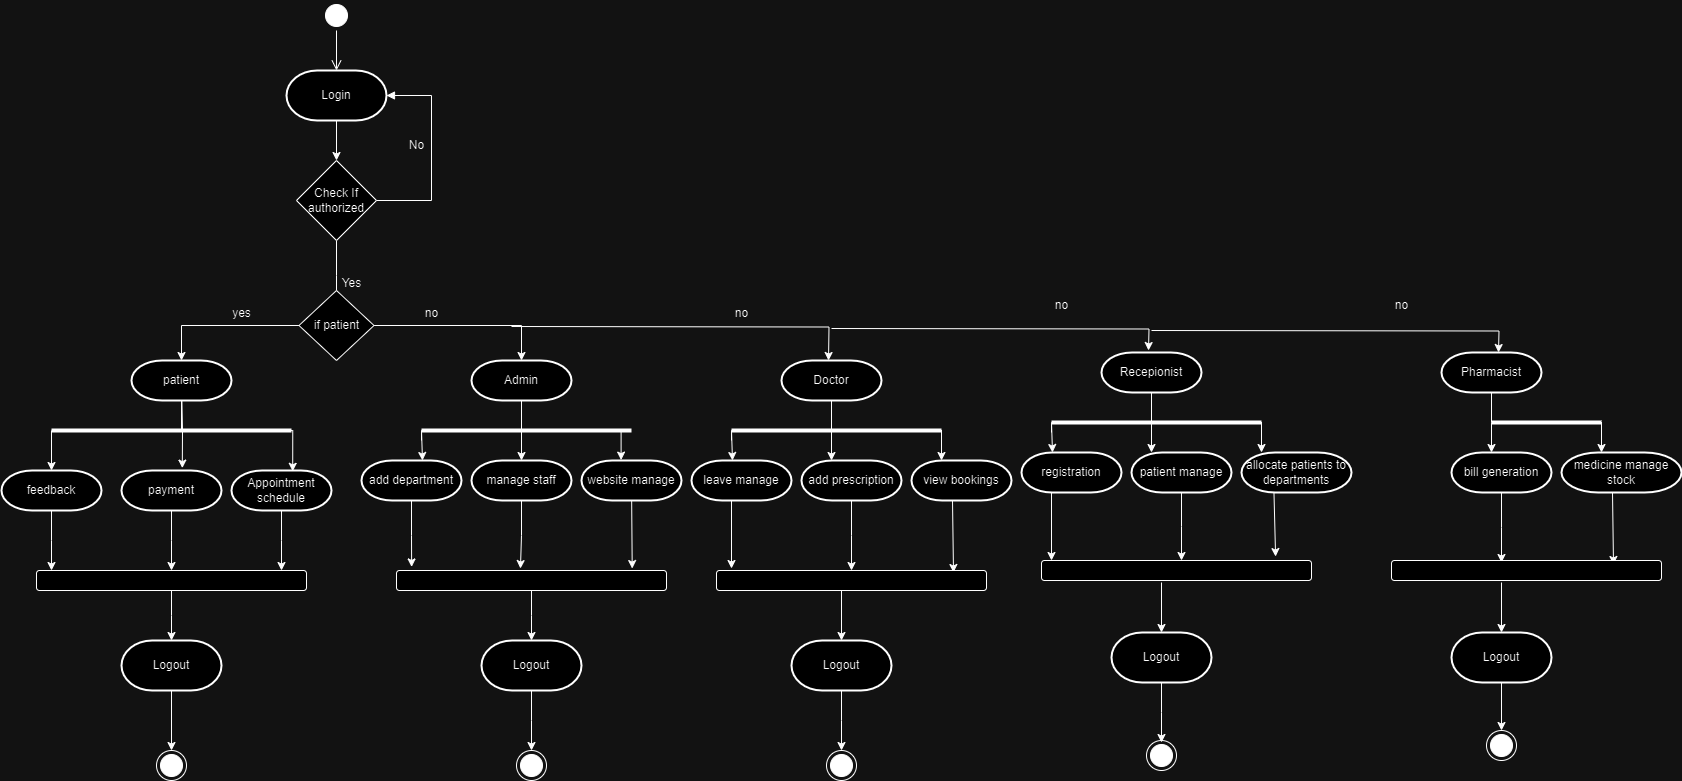 Login
No
Check If
authorized
Yes
yes
no
no
no
no
if patient
patient
Admin
Doctor
Recepionist
Pharmacist
feedback
payment
Appointment
schedule
add department
manage staff
website manage
leave manage
add prescription
view bookings
registration
patient manage
allocate patients to
departments
bill generation
medicine manage
stock
Logout
Logout
Logout
Logout
Logout